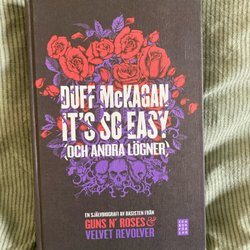 DUFF McKAGAN
IT'S SO EASY
(OCH ANDRA LÖGNER)
EN SJÄLVBIOGRAFI AV BASISTEN FRÅN
GUNS N' ROSES &
VELVET REVOLVER